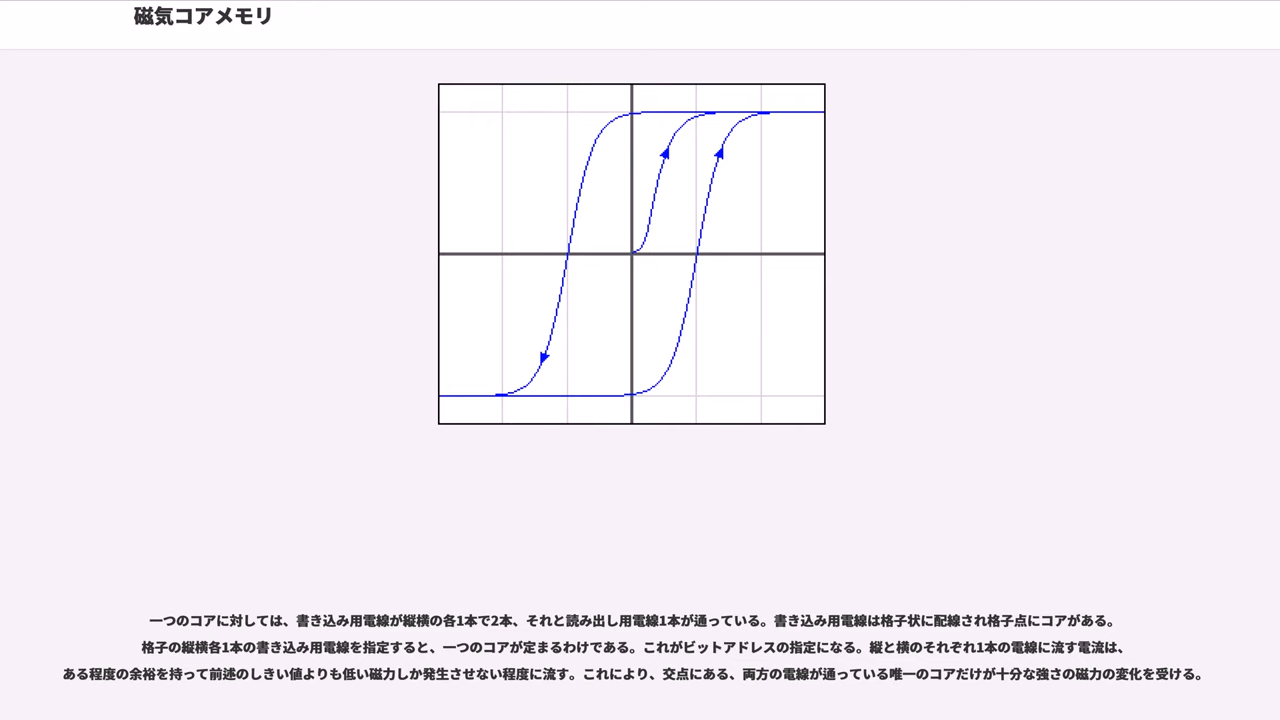 磁気コアメモリ
一つのコアに対しては、書き込み用電線が縦横の各1本で2本、それと読み出し用電線1本が通っている。書き込み用電線は格子状に配線され格子点にコアがある。
格子の縦横各1本の書き込み用電線を指定すると、一つのコアが定まるわけである。これがビットアドレスの指定になる。縦と横のそれぞれ1本の電線に流す電流は、
ある程度の余裕を持って前述のしきい値よりも低い磁力しか発生させない程度に流す。これにより、交点にある、両方の電線が通っている唯一のコアだけが十分な強さの磁力の変化を受ける。